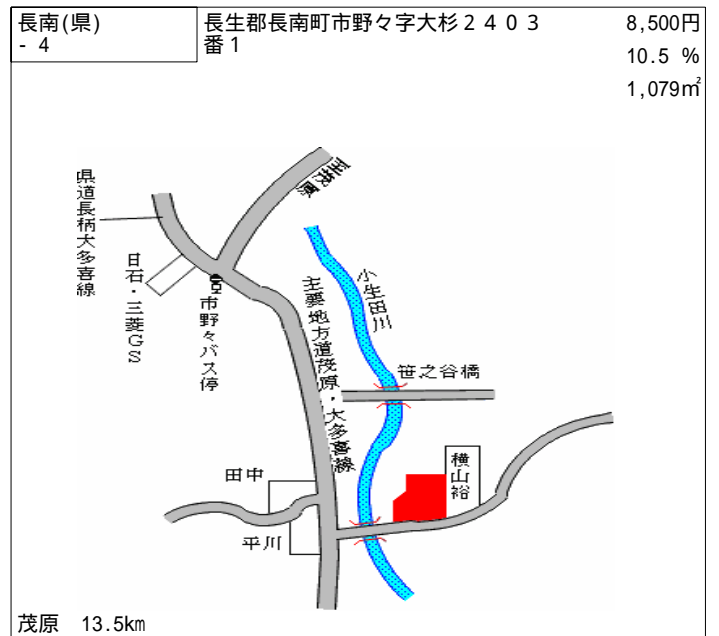 長南(県)
- 4
長生郡長南町市野々字大杉２４０３
番１
8,500円
10.5 %
1,079㎡
至茂原
県道長柄大多喜線
日石・三菱GS
市野々バス停
主要地方道茂原・大多喜線
小生田川
笹之谷橋
田中
平川
横山裕
茂原 13.5km